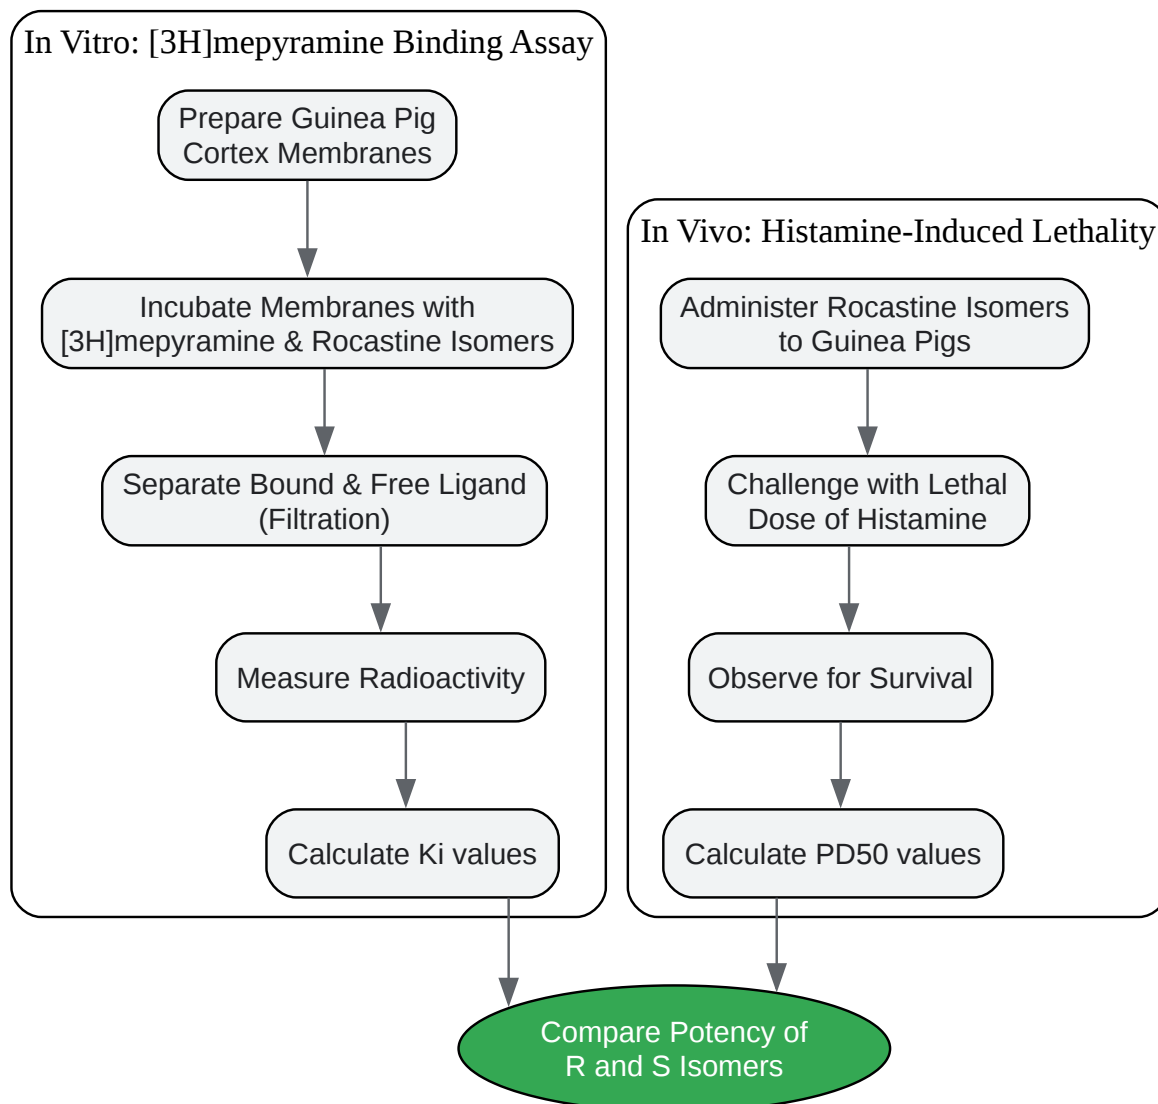 In Vitro: [3H]mepyramine Binding Assay
Prepare Guinea Pig
Cortex Membranes
Incubate Membranes with
[3H]mepyramine & Rocastine Isomers
Separate Bound & Free Ligand
(Filtration)
Measure Radioactivity
Calculate Ki values
In Vivo: Histamine-Induced Lethality
Administer Rocastine Isomers
to Guinea Pigs
Challenge with Lethal
Dose of Histamine
Observe for Survival
Calculate PD50 values
Compare Potency of
R and S Isomers